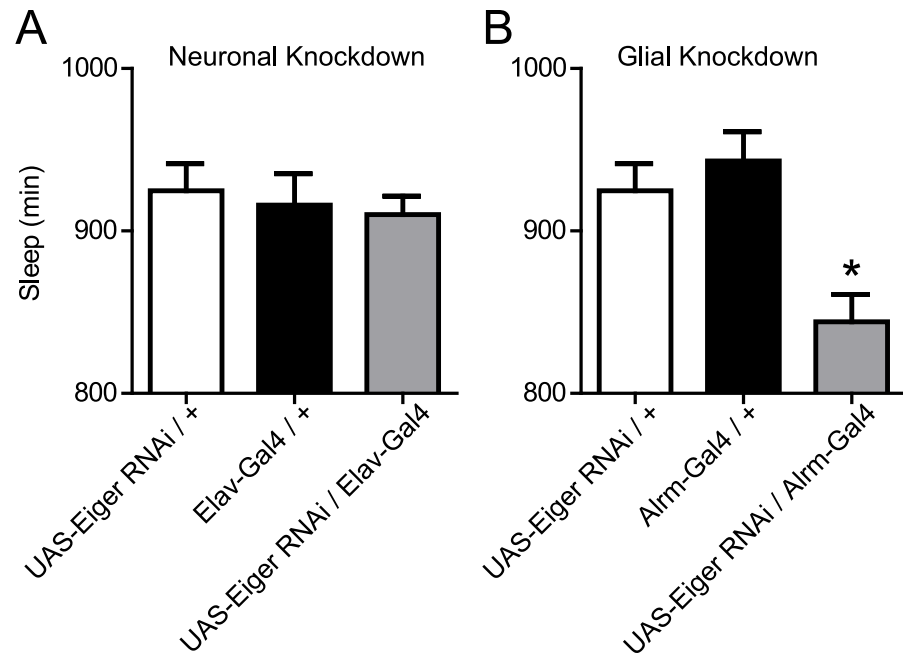 A
Neuronal Knockdown
1000
900
800
Sleep (min)
UAS-Eiger RNAi / +
Elav-Gal4 / +
UAS-Eiger RNAi / Elav-Gal4
B
Glial Knockdown
1000
900
800
*
UAS-Eiger RNAi / +
Alrm-Gal4 / +
UAS-Eiger RNAi / Alrm-Gal4